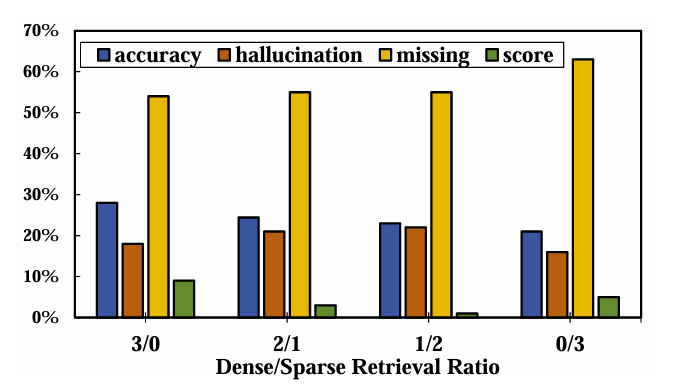 70%
accuracy hallucination missing score
60%
50%
40%
30%
20%
10%
0%
3/0 2/1 1/2 0/3
Dense/Sparse Retrieval Ratio